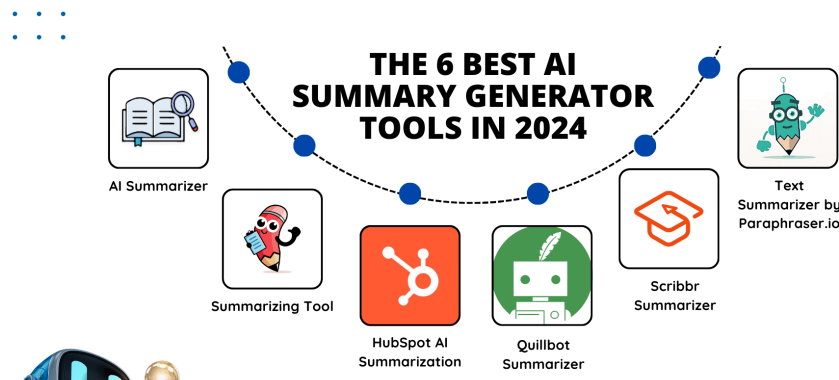 THE 6 BEST AI
SUMMARY GENERATOR
TOOLS IN 2024
AI Summarizer
Summarizing Tool
HubSpot AI
Summarization
Quillbot
Summarizer
Scribbr
Summarizer
Text
Summarizer by
Paraphraser.io